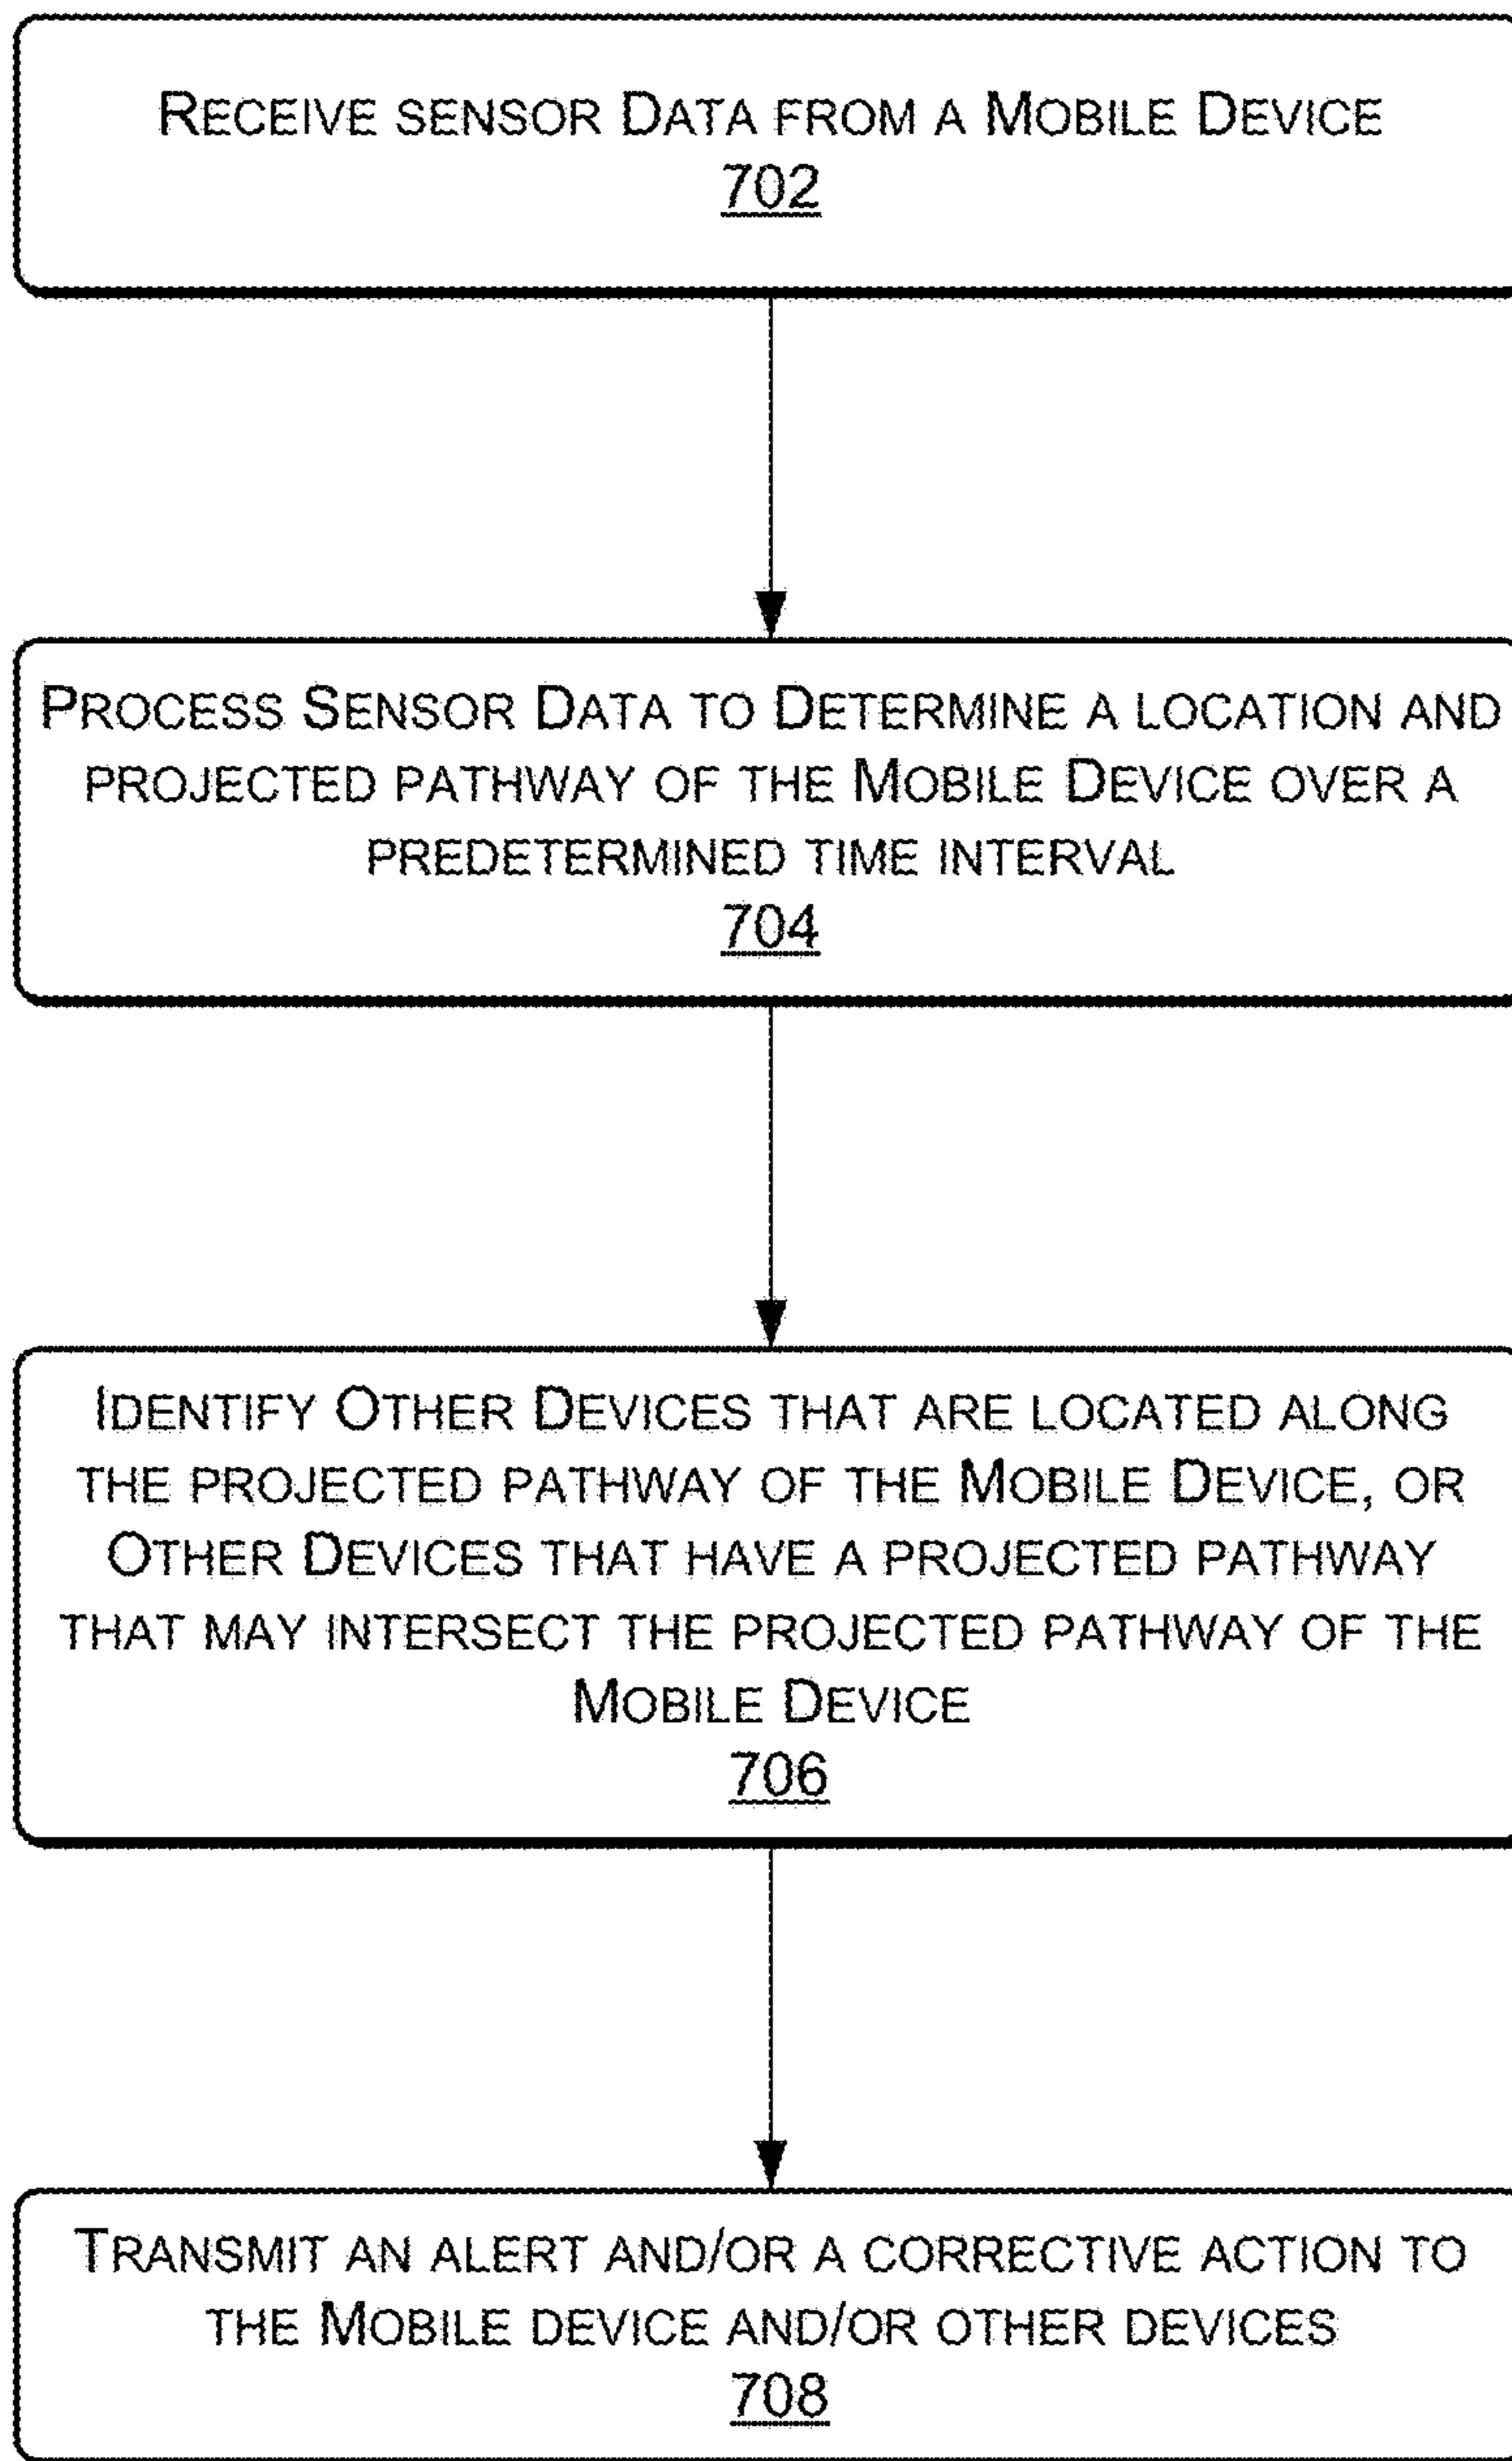 RECEIVE SENSOR DATA FROM A MOBILE DEVICE
702
PROCESS SENSOR DATA TO DETERMINE A LOCATION AND
PROJECTED PATHWAY OF THE MOBILE DEVICE OVER A
PREDETERMINED TIME INTERVAL
704
IDENTIFY OTHER DEVICES THAT ARE LOCATED ALONG
THE PROJECTED PATHWAY OF THE MOBILE DEVICE, OR
OTHER DEVICES THAT HAVE A PROJECTED PATHWAY
THAT MAY INTERSECT THE PROJECTED PATHWAY OF THE
MOBILE DEVICE
706
TRANSMIT AN ALERT AND/OR A CORRECTIVE ACTION TO
THE MOBILE DEVICE AND/OR OTHER DEVICES
708